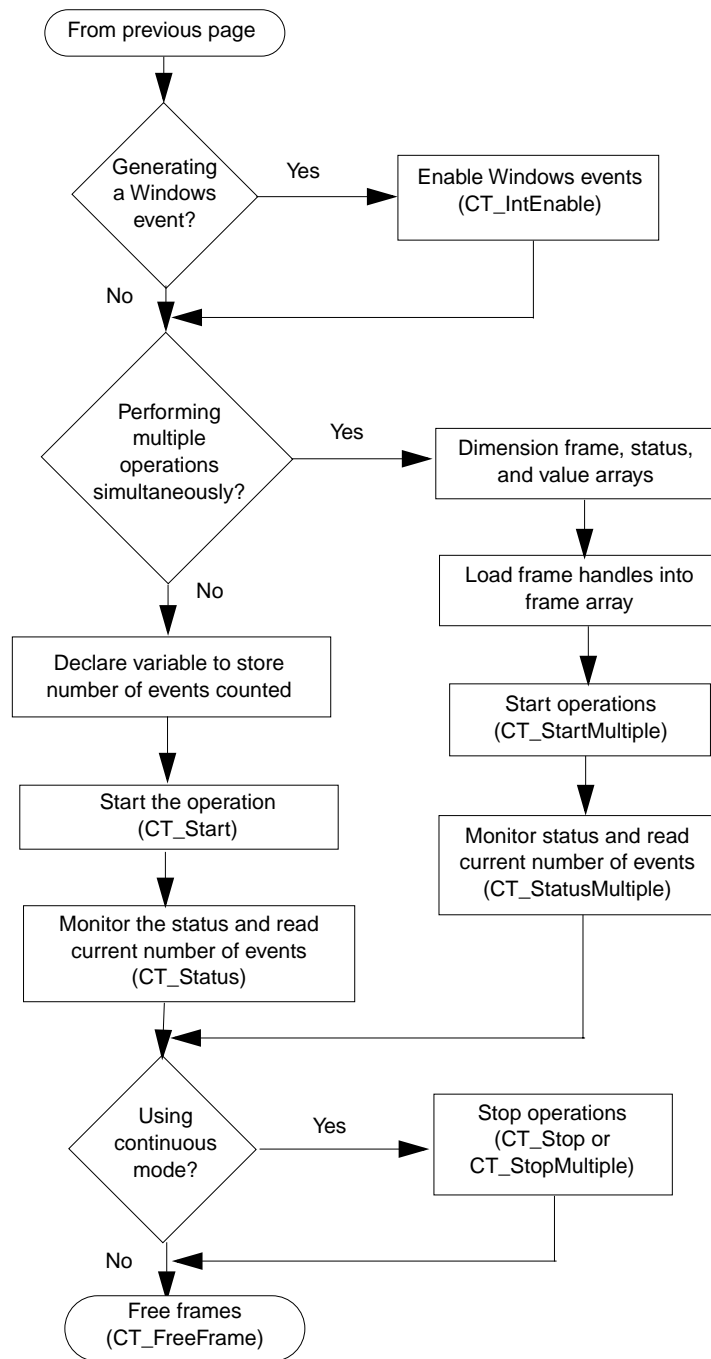 From previous page
Generating
a Windows
event?
Yes
Enable Windows events
(CT_IntEnable)
No
Performing
multiple
operations
simultaneously?
Yes
Dimension frame, status,
and value arrays
Load frame handles into
frame array
No
Declare variable to store
number of events counted
Start operations
(CT_StartMultiple)
Start the operation
(CT_Start)
Monitor status and read
current number of events
(CT_StatusMultiple)
Monitor the status and read
current number of events
(CT_Status)
Using
continuous
mode?
Yes
Stop operations
(CT_Stop or
CT_StopMultiple)
No
Free frames
(CT_FreeFrame)